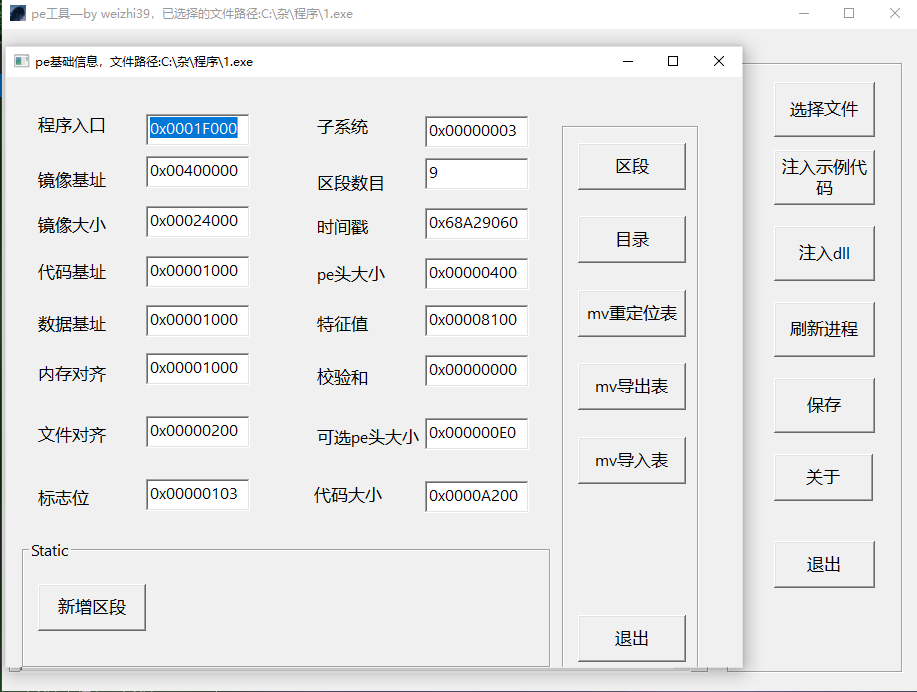 pe工具—by weizhi39，已选择的文件路径:C:\杂\程序\1.exe
pe基础信息，文件路径:C:\杂\程序\1.exe
程序入口 0x0001F000 子系统 0x00000003
镜像基址 0x00400000 区段数目 9
镜像大小 0x00024000 时间戳 0x68A29060
代码基址 0x00001000 pe头大小 0x00000400
数据基址 0x00001000 特征值 0x00008100
内存对齐 0x00001000 校验和 0x00000000
文件对齐 0x00000200 可选pe头大小 0x000000E0
标志位 0x00000103 代码大小 0x0000A200
Static
新增区段
区段
目录
mv重定位表
mv导出表
mv导入表
退出
选择文件
注入示例代
码
注入dll
刷新进程
保存
关于
退出